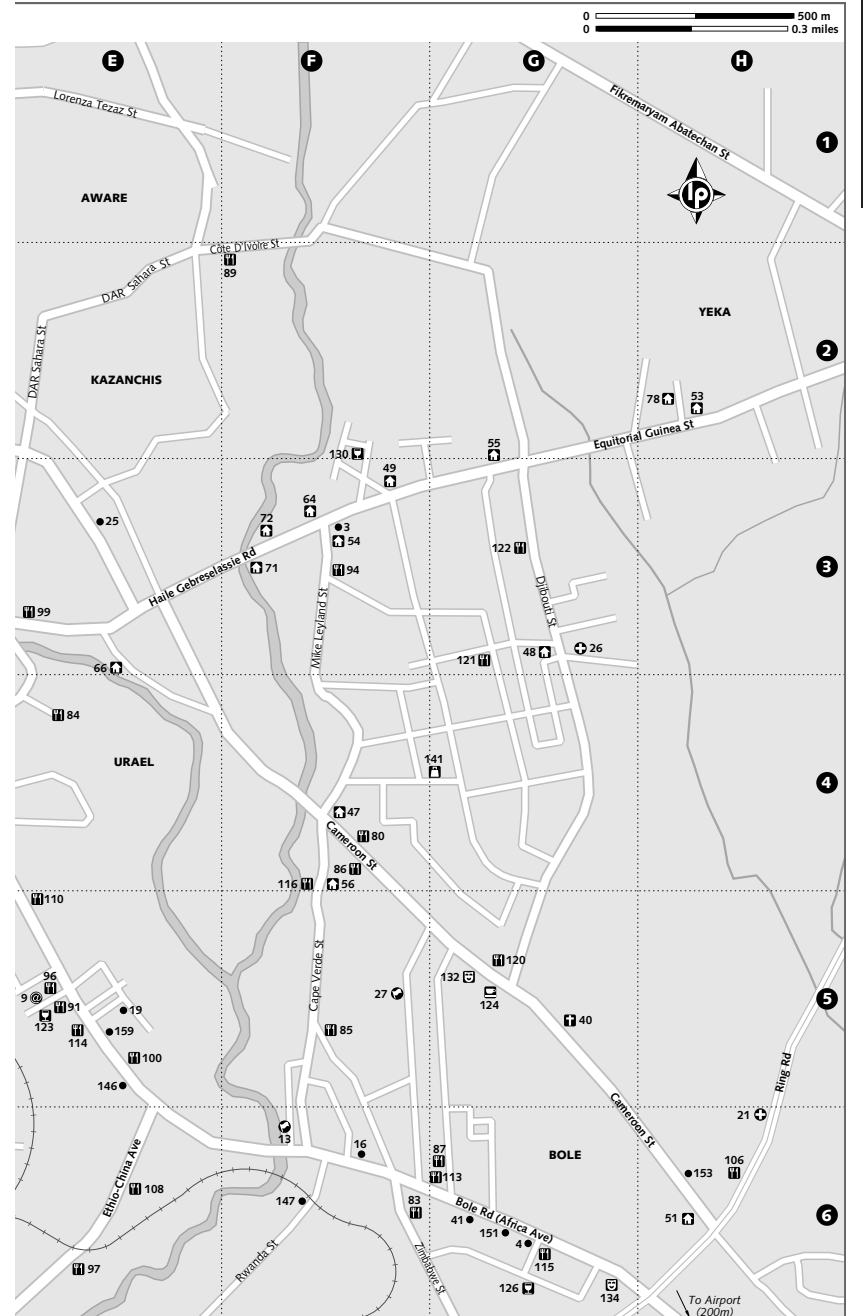 0 500 m
0 0.3 miles
E F G H
Lorenza Tezaz St
Fikremaryam Abatechan St
1
lp
AWARE
Côte D'Ivoire St
89
DAR Sahara St
YEKA
DAR Sahara St
KAZANCHIS
2
78 53
Equitorial Guinea St
55
130
49
64
72
3
25
54
122
3
Haile Gebreselassie Rd
71
94
Djibouti St
99
Mike Leyland St
48
26
121
66
84
URAEL
141
4
47
Cameroon St
80
86
116 56
110
120
Cape Verde St
132
96
9 @
27
124
5
91
19
123
40
159
114
85
100
Ring Rd
146
21
Cameroon St
13
16
87
BOLE
153
106
113
Ethio-China Ave
108
147
83
Bole Rd (Africa Ave)
41
151
4
51
6
115
97
Rwanda St
Zimbabwe St
126
134
To Airport
(200m)